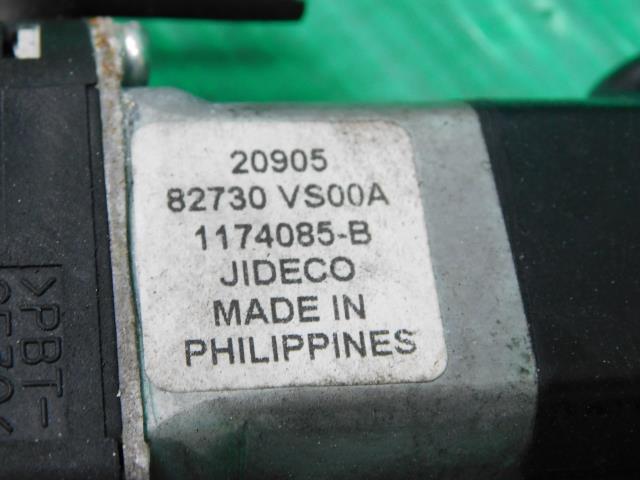 20905
82730 VS00A
1174085-B
JIDECO
MADE IN
PHILIPPINES
>PBT-